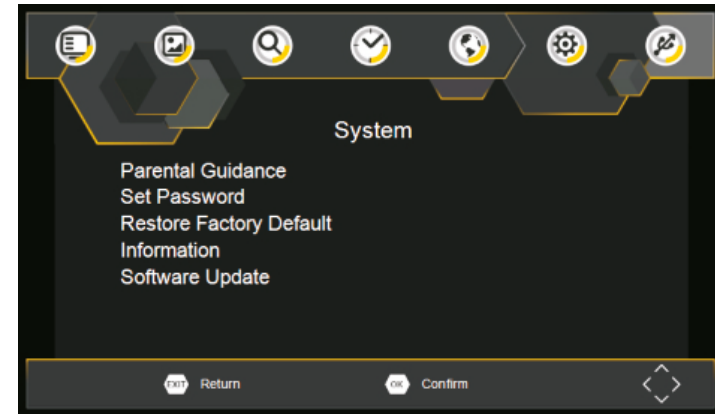 System
Parental Guidance
Set Password
Restore Factory Default
Information
Software Update
EXIT Return OK Confirm